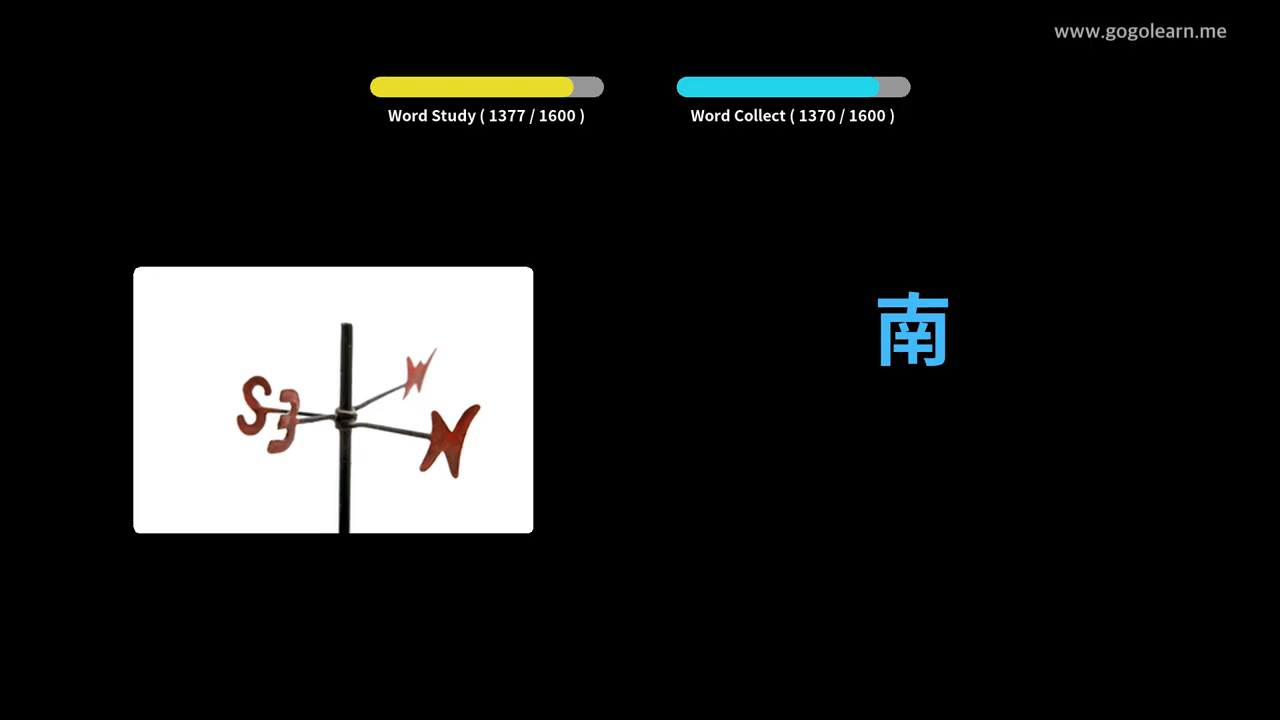 www.gogolearn.me
Word Study ( 1377 / 1600 )
Word Collect ( 1370 / 1600 )
南
S
E
N